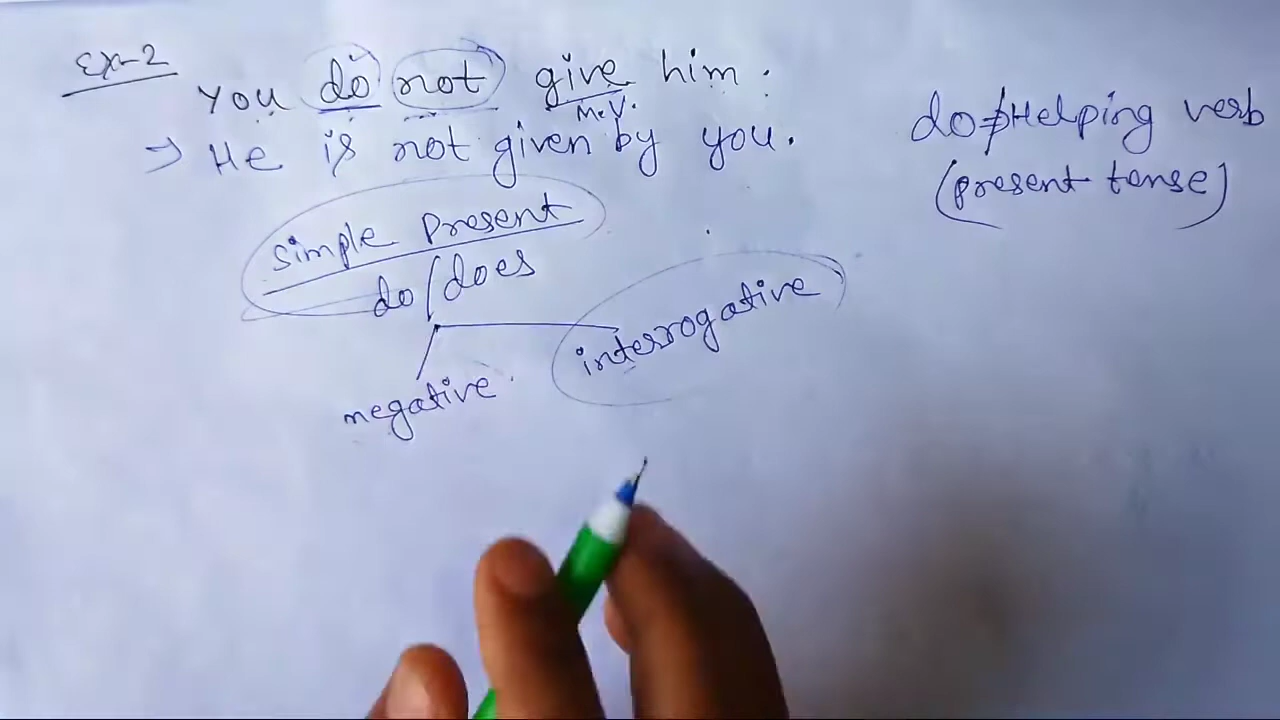 Ex-2
You do not give him.
M.V.
→ He is not given by you.
do ≠ Helping verb
(present tense)
Simple Present
do/does
negative.
interrogative